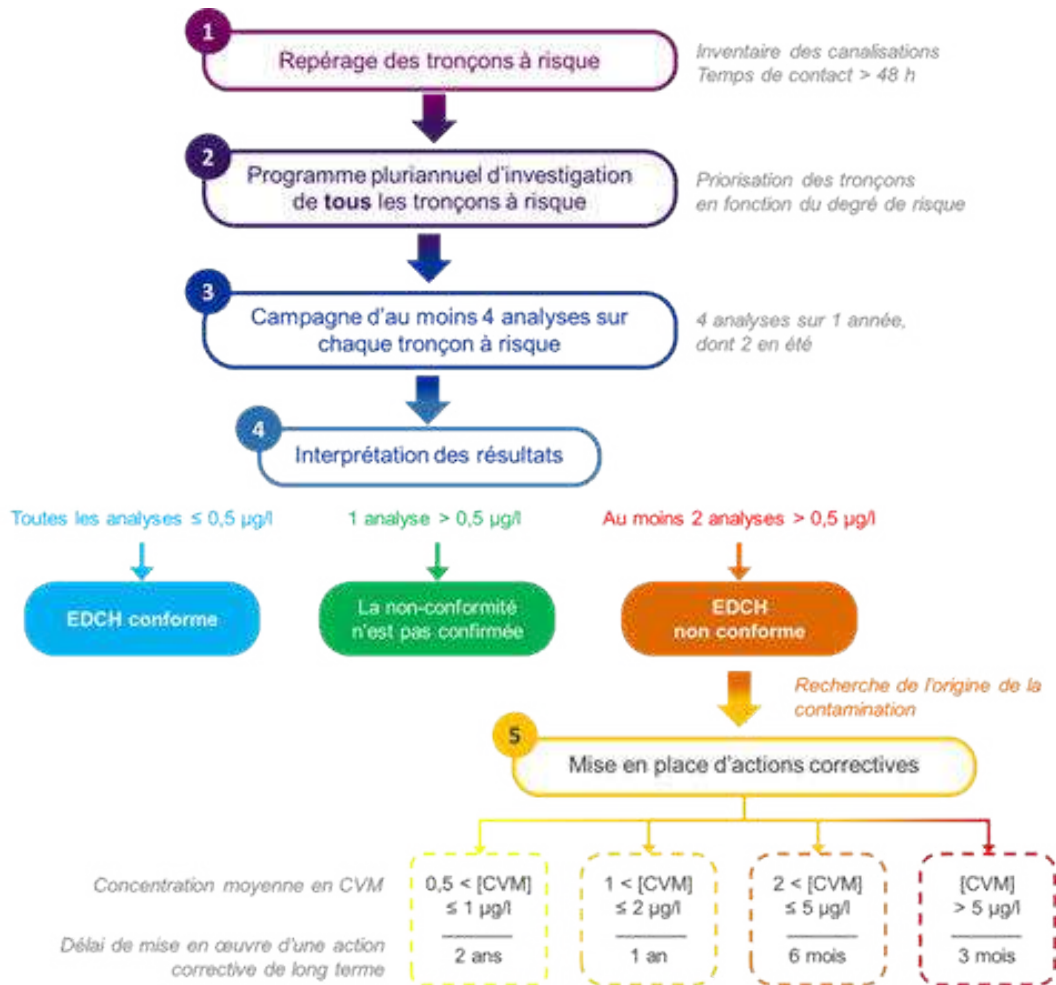 1
Repérage des tronçons à risque
Inventaire des canalisations
Temps de contact > 48 h
2
Programme pluriannuel d'investigation
de tous les tronçons à risque
Priorisation des tronçons
en fonction du degré de risque
3
Campagne d'au moins 4 analyses sur
chaque tronçon à risque
4 analyses sur 1 année,
dont 2 en été
4
Interprétation des résultats
Toutes les analyses ≤ 0,5 µg/l
1 analyse > 0,5 µg/l
Au moins 2 analyses > 0,5 µg/l
EDCH conforme
La non-conformité
n'est pas confirmée
EDCH
non conforme
Recherche de l'origine de la
contamination
5
Mise en place d'actions correctives
Concentration moyenne en CVM
0,5 < [CVM]
≤ 1 µg/l
1 < [CVM]
≤ 2 µg/l
2 < [CVM]
≤ 5 µg/l
[CVM]
> 5 µg/l
Délai de mise en œuvre d'une action
corrective de long terme
2 ans
1 an
6 mois
3 mois